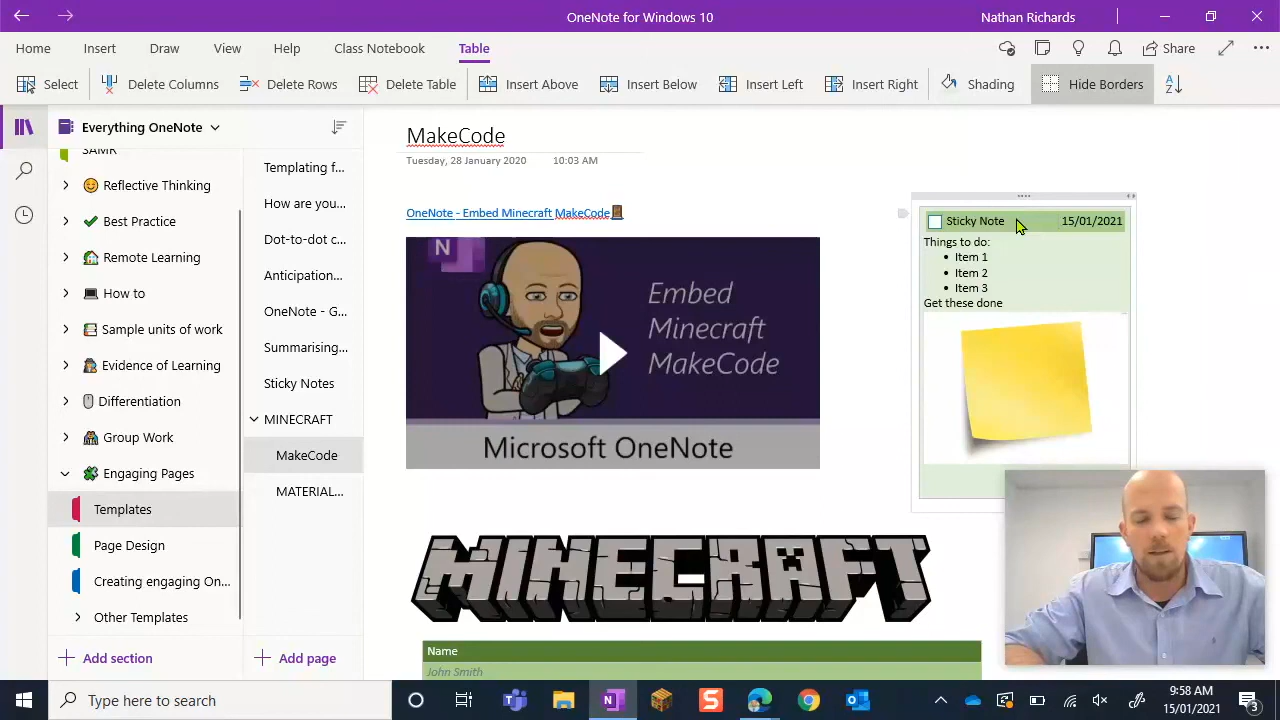 OneNote for Windows 10
Nathan Richards
Home Insert Draw View Help Class Notebook Table
Share
Select Delete Columns Delete Rows Delete Table Insert Above Insert Below Insert Left Insert Right Shading Hide Borders
Everything OneNote
SAMR
Reflective Thinking
Best Practice
Remote Learning
How to
Sample units of work
Evidence of Learning
Differentiation
Group Work
Engaging Pages
Templates
Page Design
Creating engaging On...
Other Templates
Add section
Templating f...
How are you...
Dot-to-dot c...
Anticipation...
OneNote - G...
Summarising...
Sticky Notes
MINECRAFT
MakeCode
MATERIAL...
Add page
MakeCode
Tuesday, 28 January 2020 10:03 AM
OneNote - Embed Minecraft MakeCode
N
Embed
Minecraft
MakeCode
Microsoft OneNote
Sticky Note 15/01/2021
Things to do:
• Item 1
• Item 2
• Item 3
Get these done
MINECRAFT
Name
John Smith
Type here to search
9:58 AM
15/01/2021
3